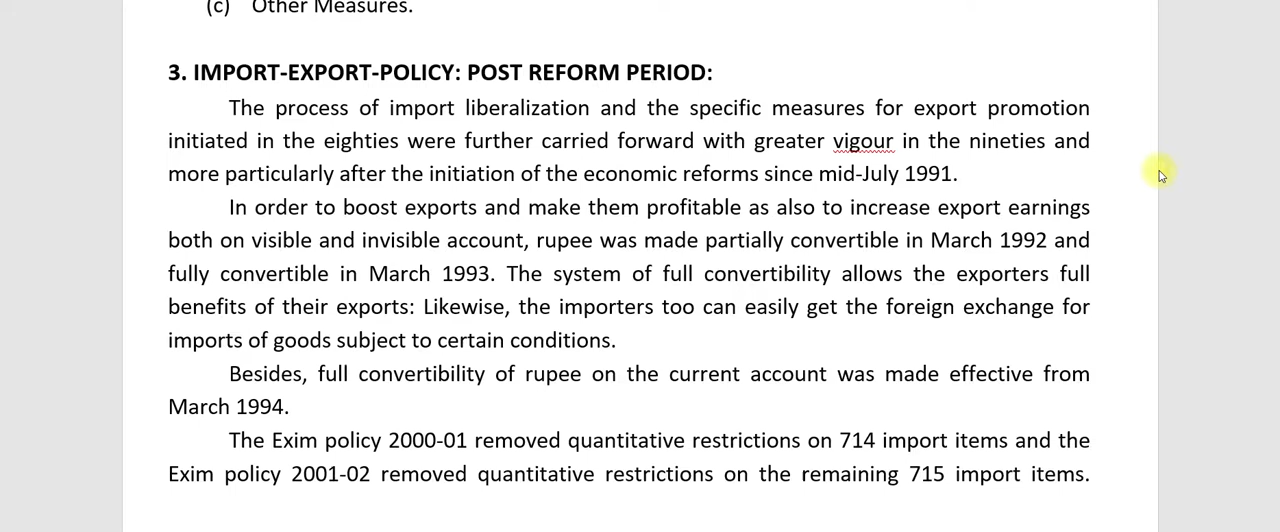 (c) Other Measures.
3. IMPORT-EXPORT-POLICY: POST REFORM PERIOD:
The process of import liberalization and the specific measures for export promotion
initiated in the eighties were further carried forward with greater vigour in the nineties and
more particularly after the initiation of the economic reforms since mid-July 1991.
In order to boost exports and make them profitable as also to increase export earnings
both on visible and invisible account, rupee was made partially convertible in March 1992 and
fully convertible in March 1993. The system of full convertibility allows the exporters full
benefits of their exports: Likewise, the importers too can easily get the foreign exchange for
imports of goods subject to certain conditions.
Besides, full convertibility of rupee on the current account was made effective from
March 1994.
The Exim policy 2000-01 removed quantitative restrictions on 714 import items and the
Exim policy 2001-02 removed quantitative restrictions on the remaining 715 import items.